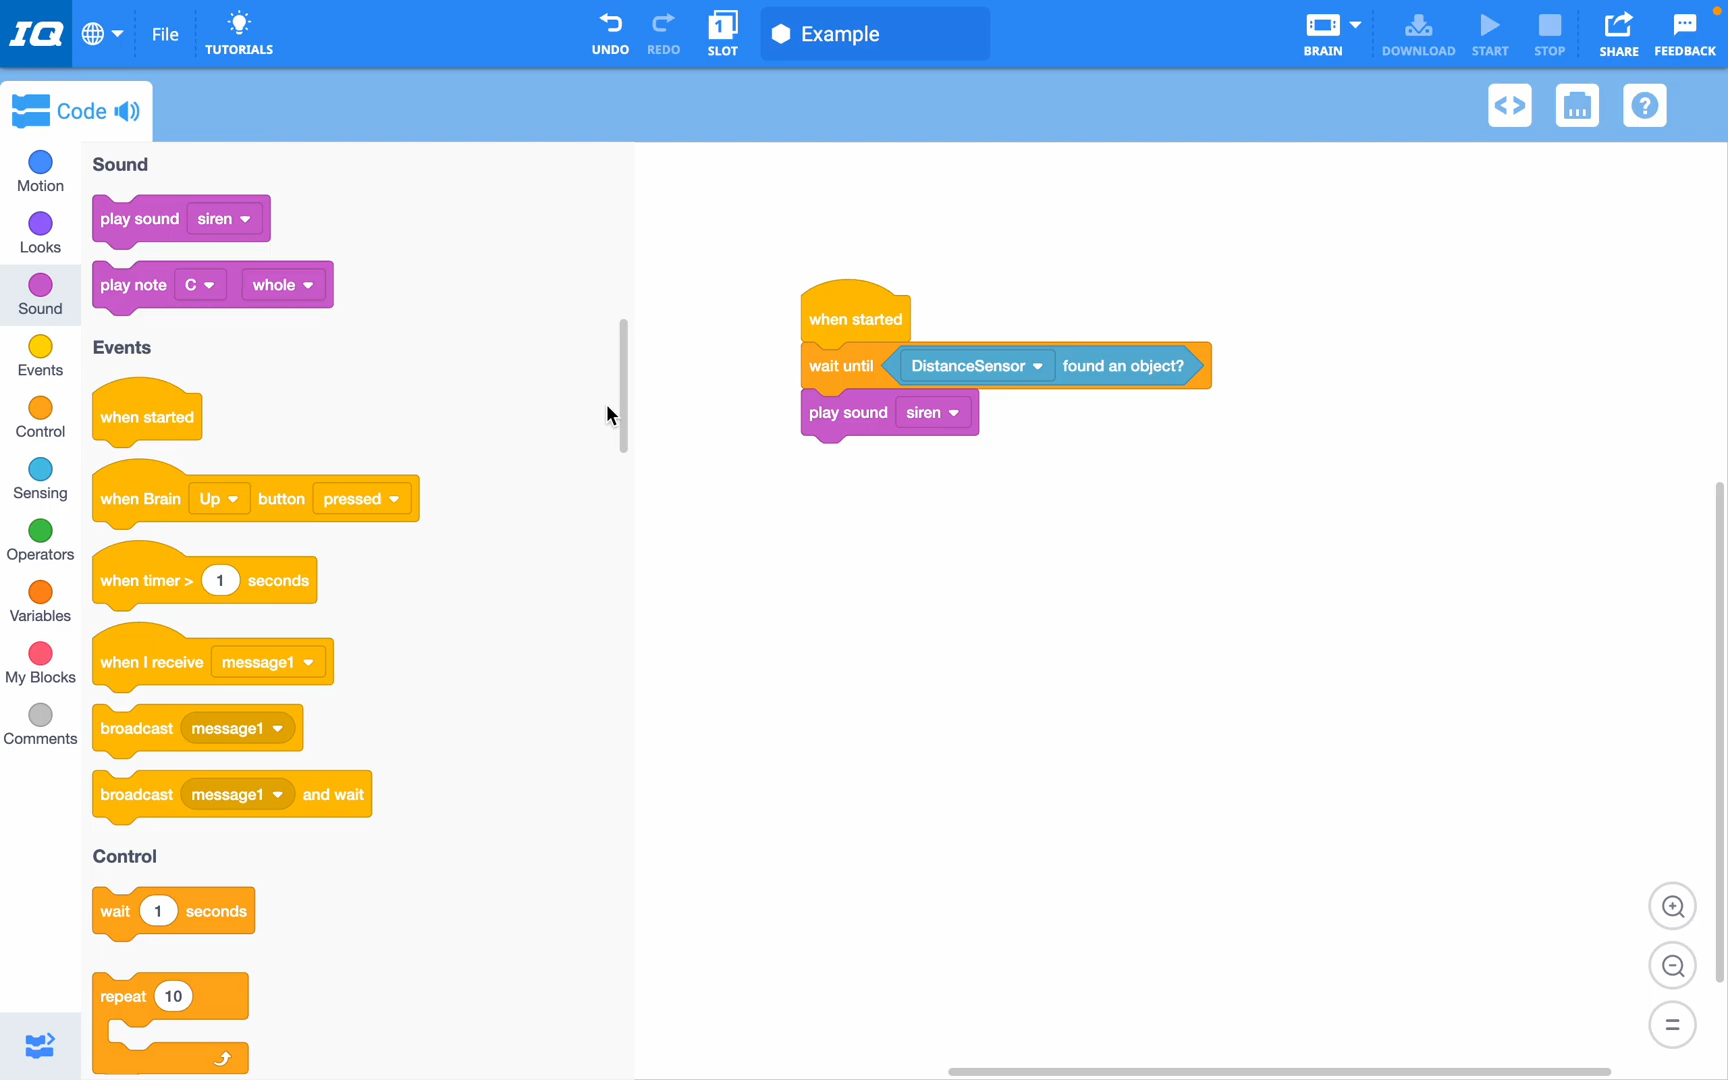 IQ File TUTORIALS UNDO REDO 1 SLOT Example BRAIN DOWNLOAD START STOP SHARE FEEDBACK
Code
Motion
Looks
Sound
Events
Control
Sensing
Operators
Variables
My Blocks
Comments
Sound
play sound siren
play note C whole
Events
when started
when Brain Up button pressed
when timer > 1 seconds
when I receive message1
broadcast message1
broadcast message1 and wait
Control
wait 1 seconds
repeat 10
when started
wait until DistanceSensor found an object?
play sound siren